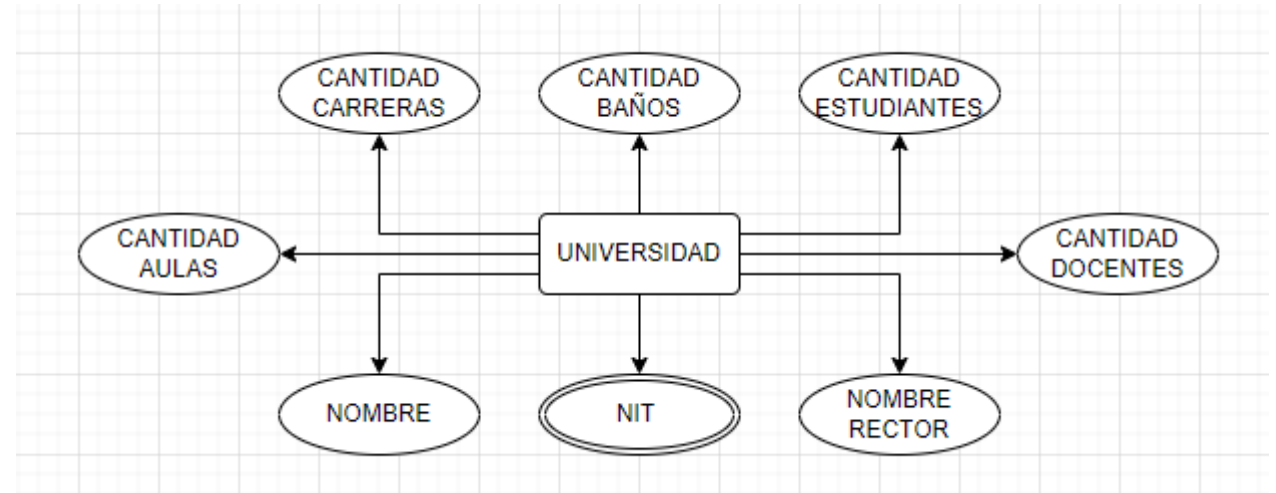 CANTIDAD
CARRERAS
CANTIDAD
BAÑOS
CANTIDAD
ESTUDIANTES
CANTIDAD
AULAS
UNIVERSIDAD
CANTIDAD
DOCENTES
NOMBRE
NIT
NOMBRE
RECTOR